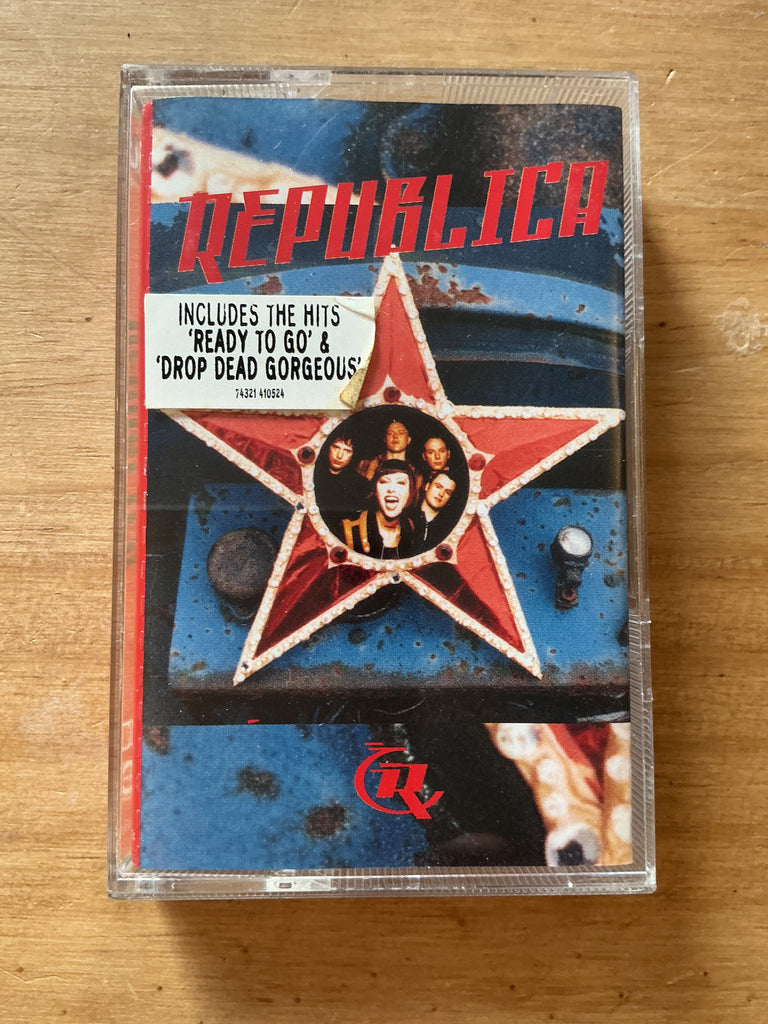 REPUBLICA
INCLUDES THE HITS
'READY TO GO' &
'DROP DEAD GORGEOUS'
74321 410524
R